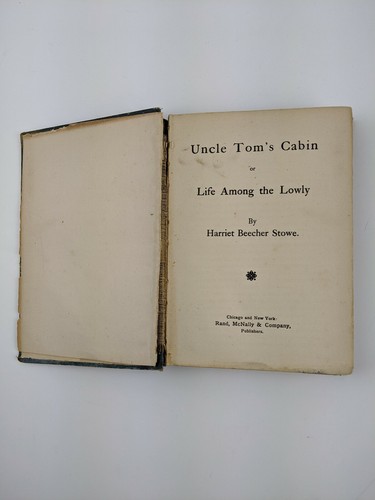 Uncle Tom's Cabin
or
Life Among the Lowly
By
Harriet Beecher Stowe.
Chicago and New York:
Rand, McNally & Company,
Publishers.